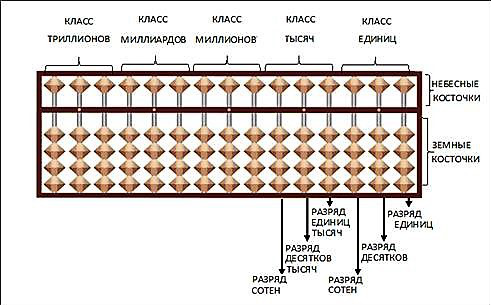 КЛАСС
ТРИЛЛИОНОВ
КЛАСС
МИЛЛИАРДОВ
КЛАСС
МИЛЛИОНОВ
КЛАСС
ТЫСЯЧ
КЛАСС
ЕДИНИЦ
НЕБЕСНЫЕ
КОСТОЧКИ
ЗЕМНЫЕ
КОСТОЧКИ
РАЗРЯД
ЕДИНИЦ
ТЫСЯЧ
РАЗРЯД
ЕДИНИЦ
РАЗРЯД
ДЕСЯТКОВ
ТЫСЯЧ
РАЗРЯД
ДЕСЯТКОВ
РАЗРЯД
СОТЕН
РАЗРЯД
СОТЕН